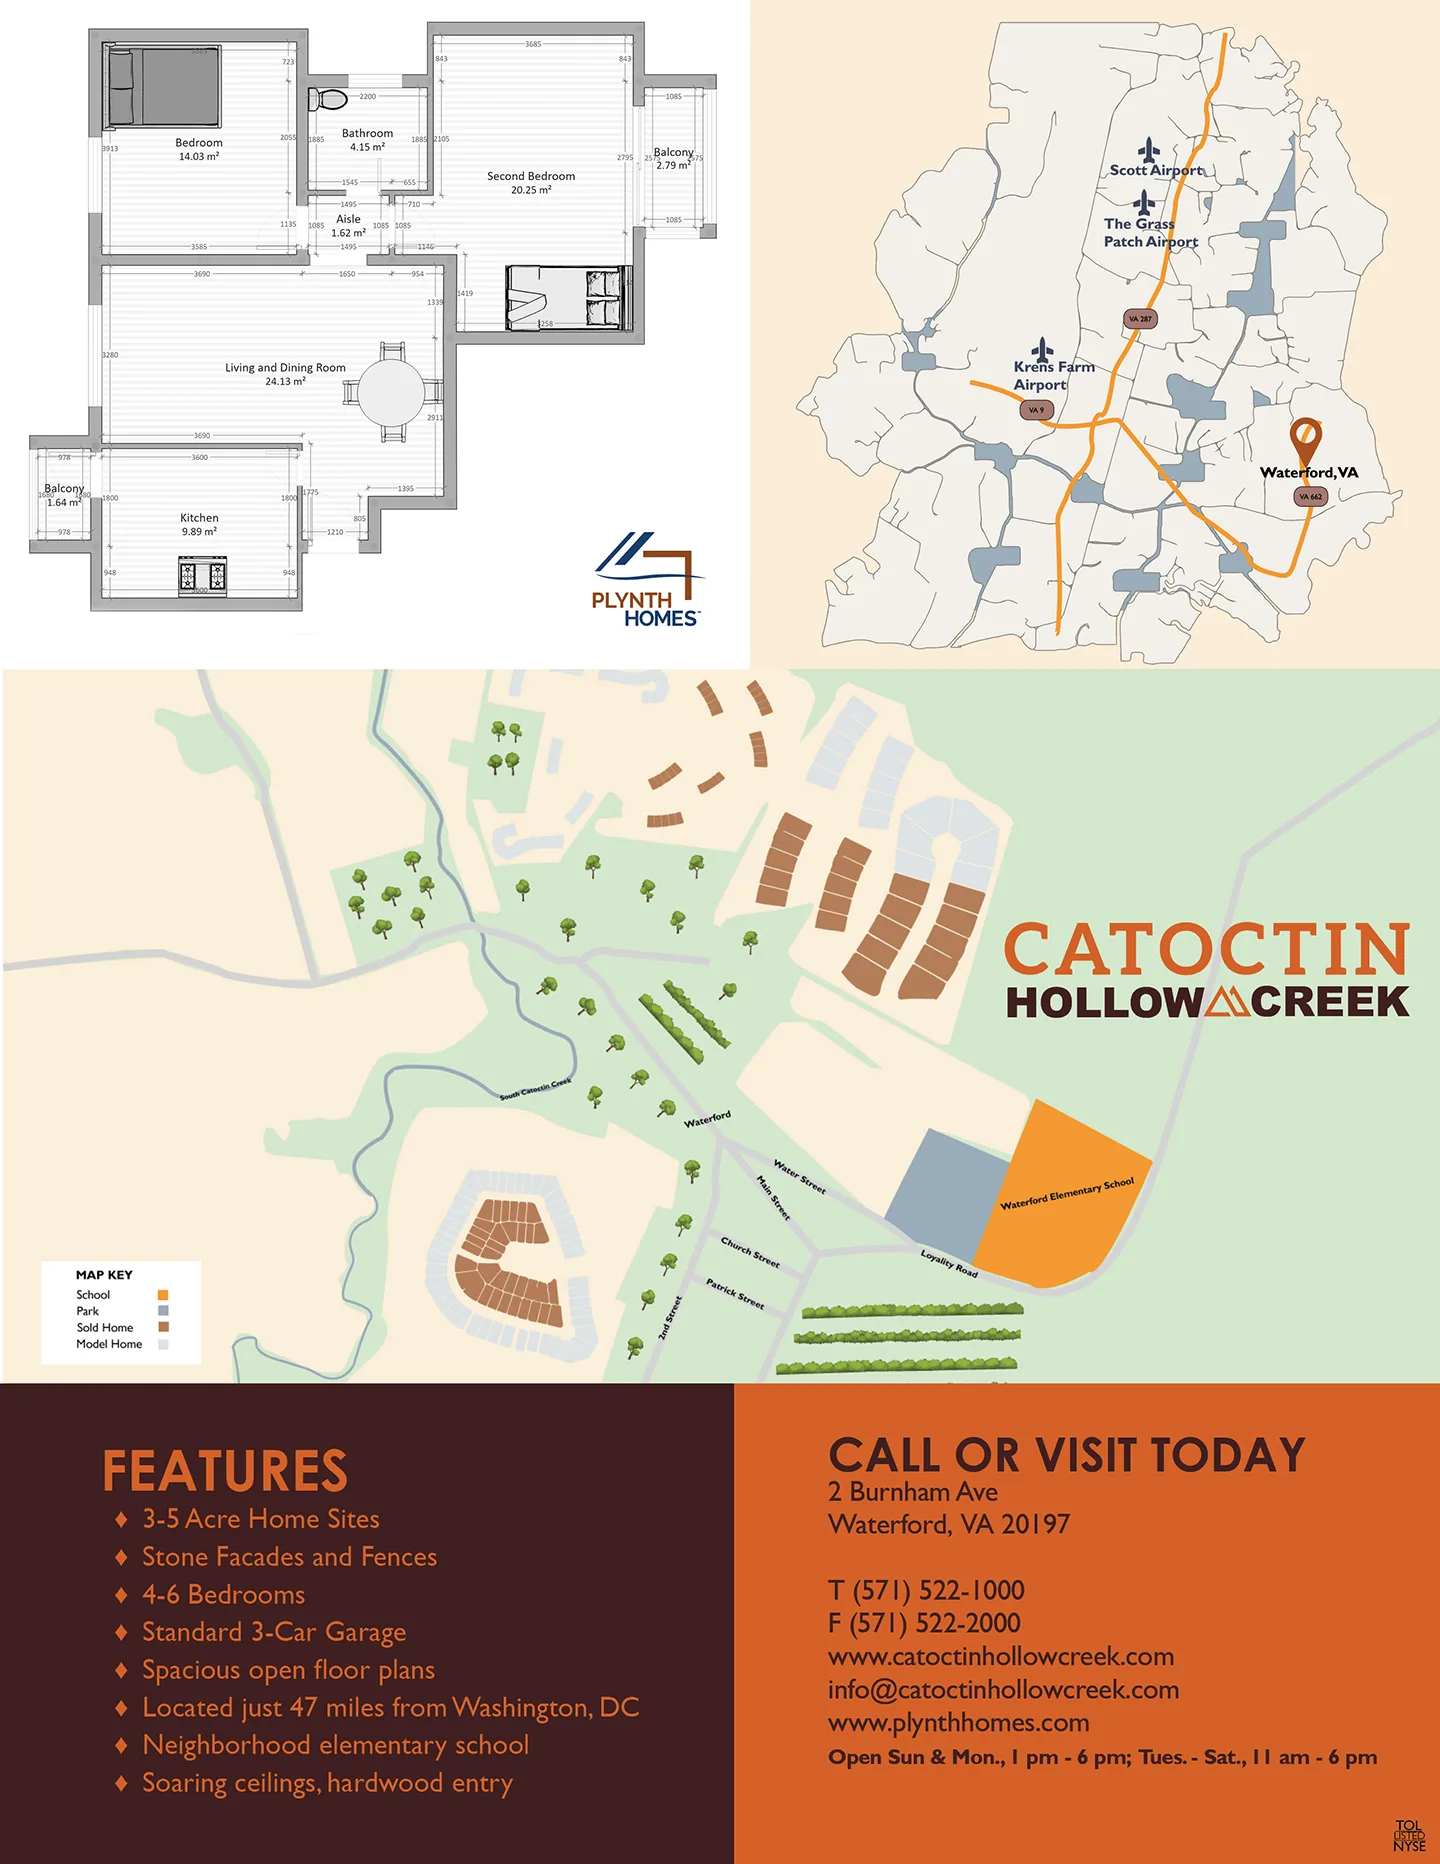 3685
3685
723
843
843
Bedroom
14.03 m²
3913
2055
1135
3585
2200
Bathroom
4.15 m²
1885
1885
2105
1545
655
1495
710
Aisle
1.62 m²
1085
1085
1085
1495
1146
Second Bedroom
20.25 m²
2795
1085
Balcony
2.79 m²
2575
2575
1085
3690
1650
954
1339
1419
3258
3280
Living and Dining Room
24.13 m²
2911
3690
3600
978
Balcony
1.64 m²
1680
1680
1800
1800
1775
1395
978
Kitchen
9.89 m²
805
1210
948
948
3600
PLYNTH
HOMES™
Scott Airport
The Grass
Patch Airport
VA 287
Krens Farm
Airport
VA 9
Waterford, VA
VA 662
CATOCTIN
HOLLOW CREEK
South Catoctin Creek
Waterford
Water Street
Main Street
Waterford Elementary School
Church Street
Loyality Road
Patrick Street
2nd Street
MAP KEY
School
Park
Sold Home
Model Home
FEATURES
♦ 3-5 Acre Home Sites
♦ Stone Facades and Fences
♦ 4-6 Bedrooms
♦ Standard 3-Car Garage
♦ Spacious open floor plans
♦ Located just 47 miles from Washington, DC
♦ Neighborhood elementary school
♦ Soaring ceilings, hardwood entry
CALL OR VISIT TODAY
2 Burnham Ave
Waterford, VA 20197
T (571) 522-1000
F (571) 522-2000
www.catoctinhollowcreek.com
info@catoctinhollowcreek.com
www.plynthhomes.com
Open Sun & Mon., 1 pm - 6 pm; Tues. - Sat., 11 am - 6 pm
TOL
LISTED
NYSE